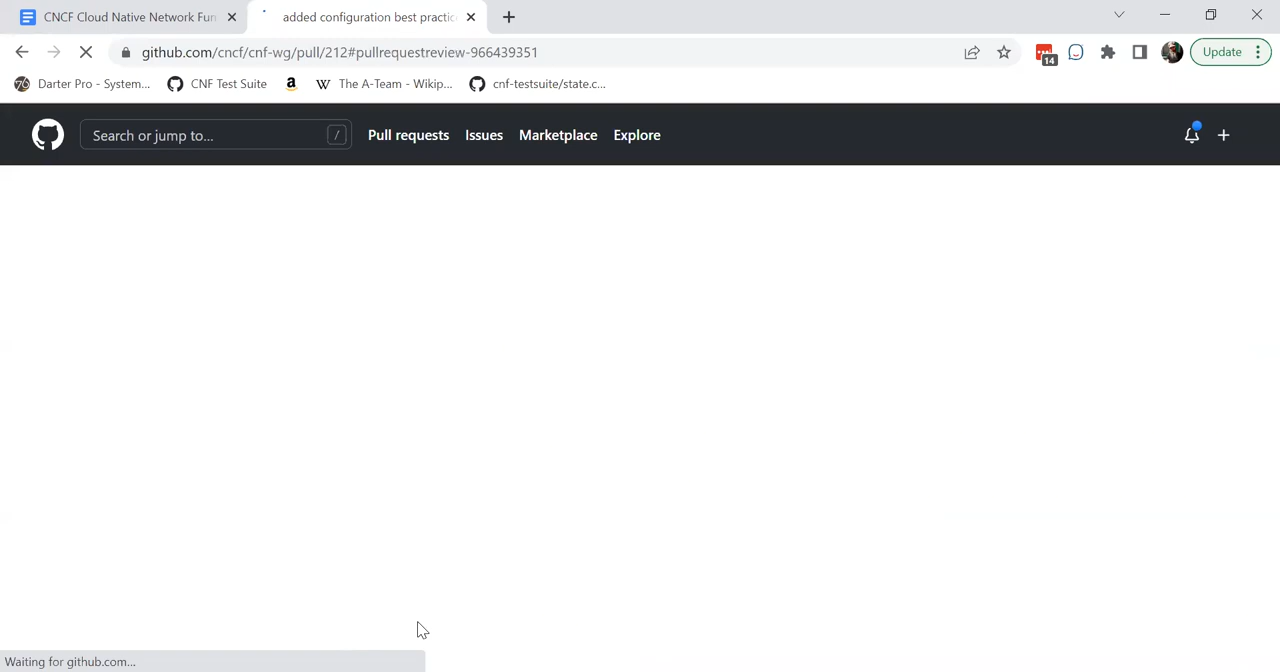 CNCF Cloud Native Network Fun
added configuration best practic
github.com/cncf/cnf-wg/pull/212#pullrequestreview-966439351
14
Update
76
Darter Pro - System...
CNF Test Suite
a
W
The A-Team - Wikip...
cnf-testsuite/state.c...
Search or jump to...
/
Pull requests
Issues
Marketplace
Explore
Waiting for github.com...